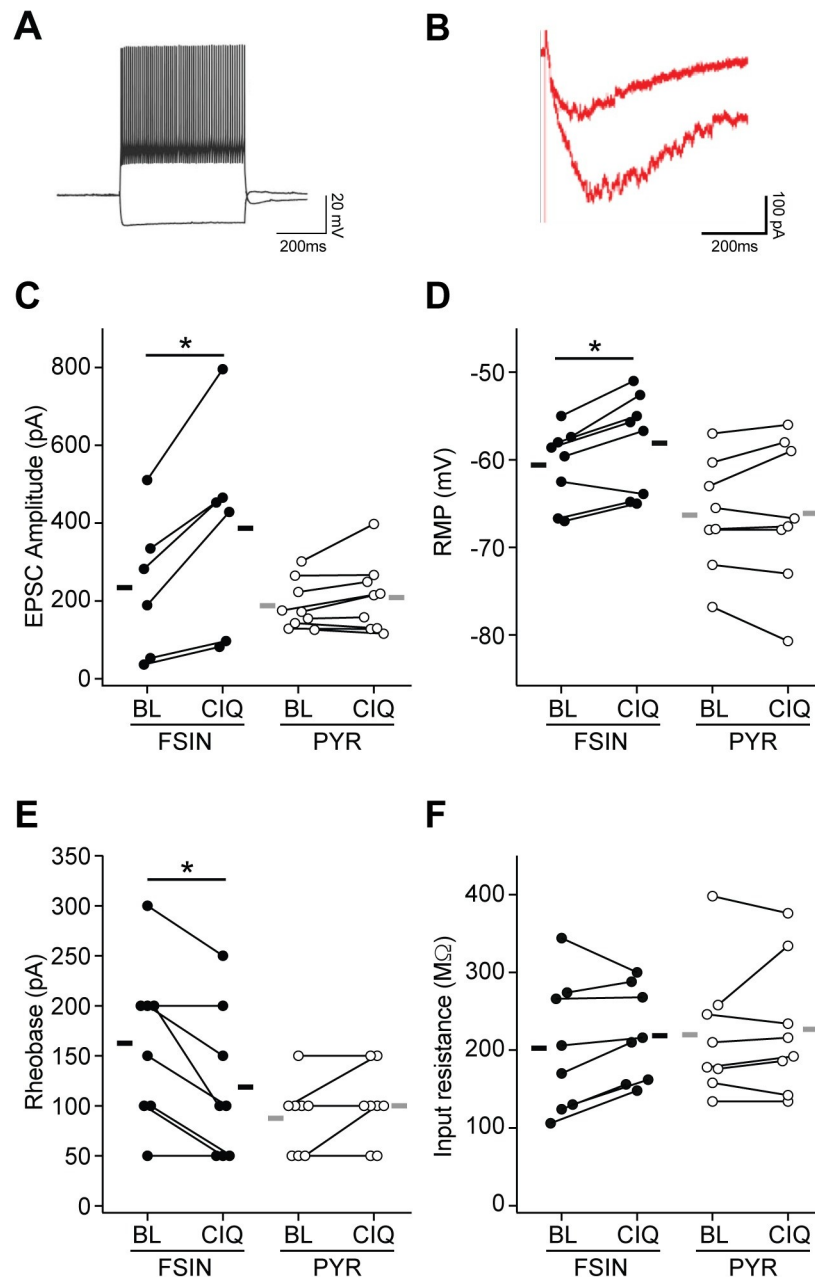 A
20 mV
200ms
B
100 pA
200ms
C
EPSC Amplitude (pA)
800
600
400
200
0
*
BL CIQ BL CIQ
FSIN PYR
D
RMP (mV)
-50
-60
-70
-80
*
BL CIQ BL CIQ
FSIN PYR
E
Rheobase (pA)
350
300
250
200
150
100
50
0
*
BL CIQ BL CIQ
FSIN PYR
F
Input resistance (MΩ)
400
300
200
100
0
BL CIQ BL CIQ
FSIN PYR